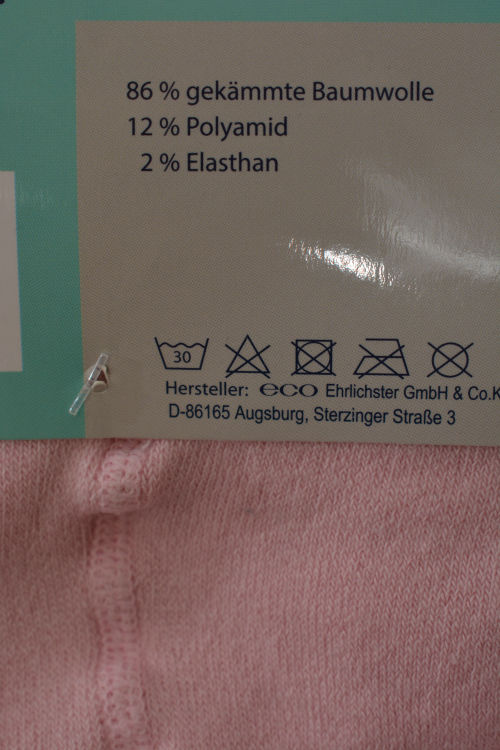 86 % gekämmte Baumwolle
12 % Polyamid
2 % Elasthan
30
Hersteller: eco Ehrlichster GmbH & Co.K
D-86165 Augsburg, Sterzinger Straße 3